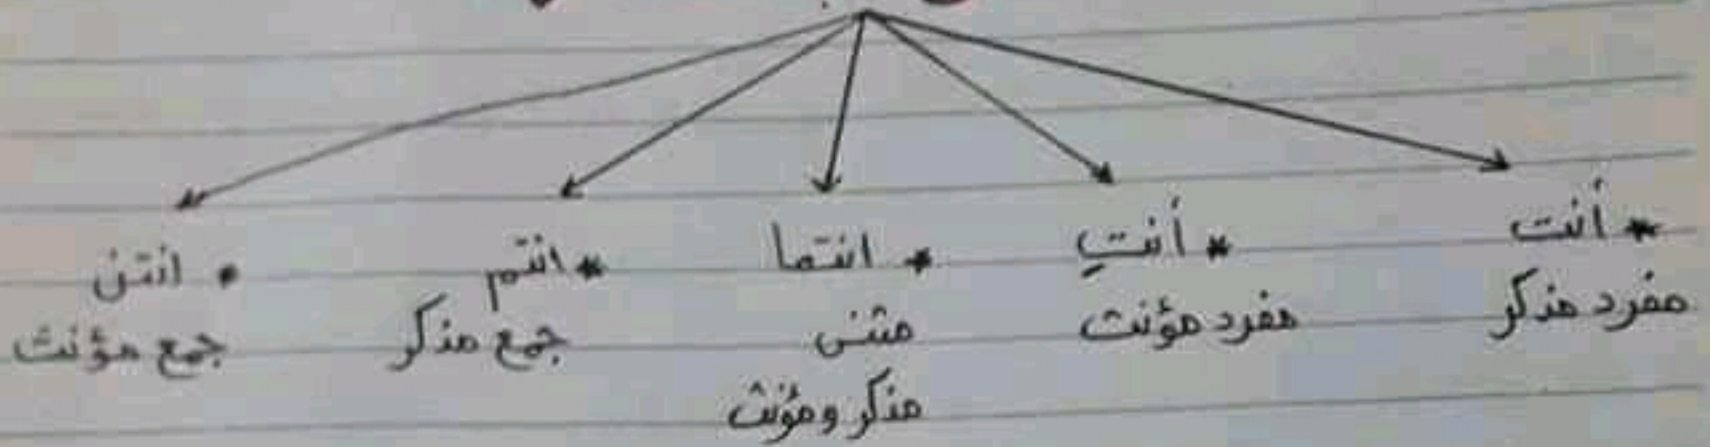 * أنت
مفرد مذكر
* أنتِ
مفرد مؤنث
* انتما
مثنى
مذكر ومؤنث
* انتم
جمع مذكر
* انتن
جمع مؤنث